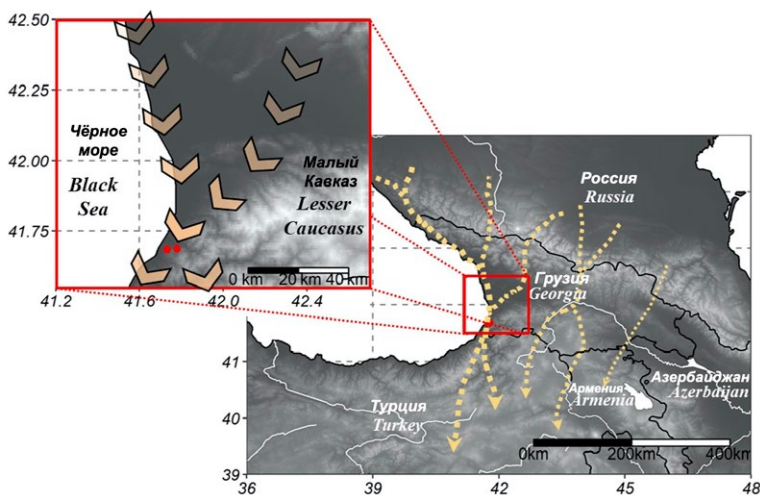 42.50
42.25
42.00
41.75
41.2
41.6
42.0
42.4
Чёрное
море
Black
Sea
Малый
Кавказ
Lesser
Caucasus
0 km 20 km 40 km
Россия
Russia
Грузия
Georgia
Азербайджан
Azerbaijan
Армения
Armenia
Турция
Turkey
0km 200km 400km
41
40
39
36
39
42
45
48